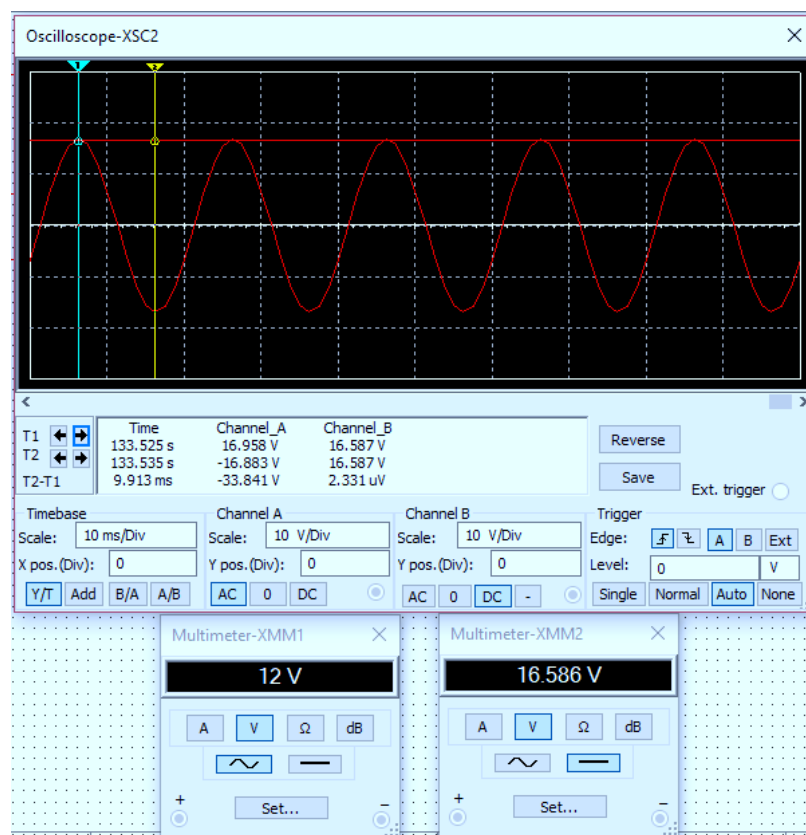 Oscilloscope-XSC2
1 2
T1
T2
T2-T1
Time Channel_A Channel_B
133.525 s 16.958 V 16.587 V
133.535 s -16.883 V 16.587 V
9.913 ms -33.841 V 2.331 uV
Reverse
Save
Ext. trigger
Timebase
Scale: 10 ms/Div
X pos.(Div): 0
Y/T Add B/A A/B
Channel A
Scale: 10 V/Div
Y pos.(Div): 0
AC 0 DC
Channel B
Scale: 10 V/Div
Y pos.(Div): 0
AC 0 DC -
Trigger
Edge: A B Ext
Level: 0 V
Single Normal Auto None
Multimeter-XMM1
12 V
A V Ω dB
+ Set... −
Multimeter-XMM2
16.586 V
A V Ω dB
+ Set... −